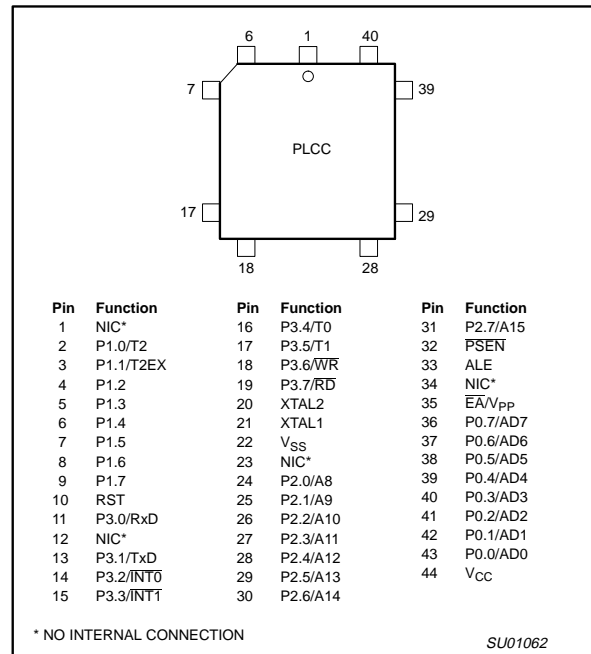 6 1 40
7 39
PLCC
17 29
18 28
Pin Function Pin Function Pin Function
1 NIC* 16 P3.4/T0 31 P2.7/A15
2 P1.0/T2 17 P3.5/T1 32 PSEN
3 P1.1/T2EX 18 P3.6/WR 33 ALE
4 P1.2 19 P3.7/RD 34 NIC*
5 P1.3 20 XTAL2 35 EA/VPP
6 P1.4 21 XTAL1 36 P0.7/AD7
7 P1.5 22 VSS 37 P0.6/AD6
8 P1.6 23 NIC* 38 P0.5/AD5
9 P1.7 24 P2.0/A8 39 P0.4/AD4
10 RST 25 P2.1/A9 40 P0.3/AD3
11 P3.0/RxD 26 P2.2/A10 41 P0.2/AD2
12 NIC* 27 P2.3/A11 42 P0.1/AD1
13 P3.1/TxD 28 P2.4/A12 43 P0.0/AD0
14 P3.2/INT0 29 P2.5/A13 44 VCC
15 P3.3/INT1 30 P2.6/A14
* NO INTERNAL CONNECTION
SU01062